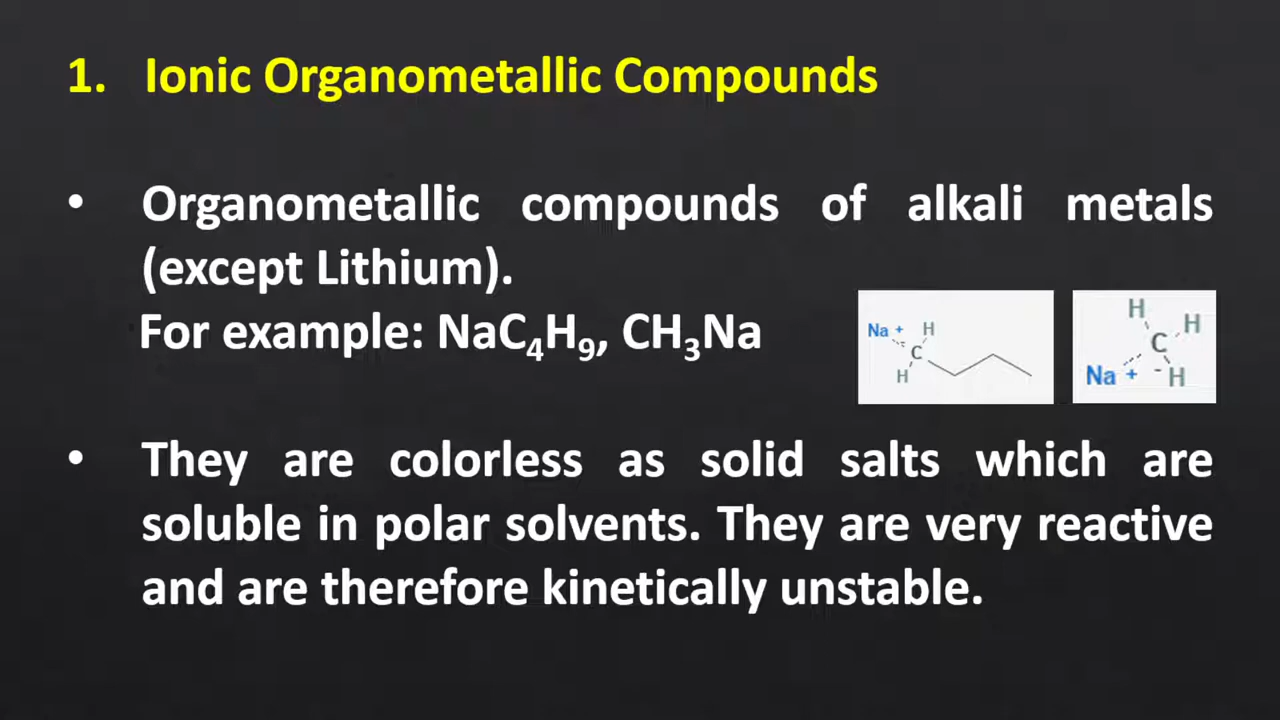 1. Ionic Organometallic Compounds
• Organometallic compounds of alkali metals
(except Lithium).
For example: NaC₄H₉, CH₃Na
Na + H
- C
H
H
H
C
Na + - H
• They are colorless as solid salts which are
soluble in polar solvents. They are very reactive
and are therefore kinetically unstable.